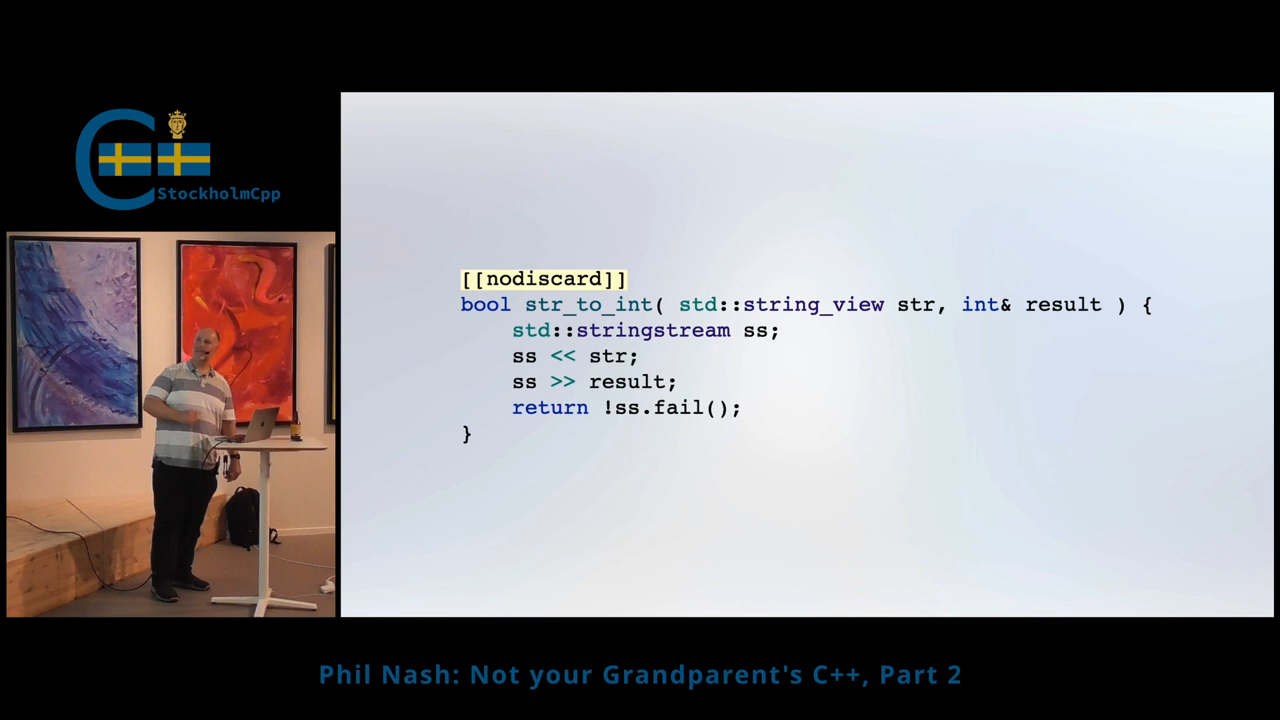 StockholmCpp
[[nodiscard]]
bool str_to_int( std::string_view str, int& result ) {
    std::stringstream ss;
    ss << str;
    ss >> result;
    return !ss.fail();
}
Phil Nash: Not your Grandparent's C++, Part 2